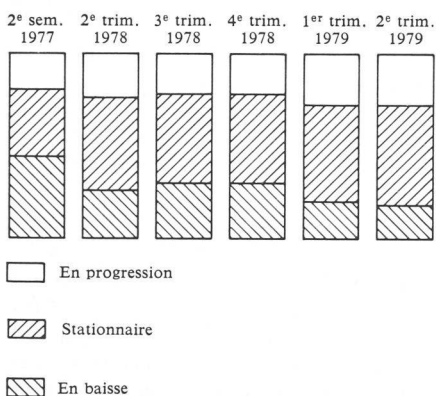 2e sem. 2e trim. 3e trim. 4e trim. 1er trim. 2e trim.
1977 1978 1978 1978 1979 1979
En progression
Stationnaire
En baisse